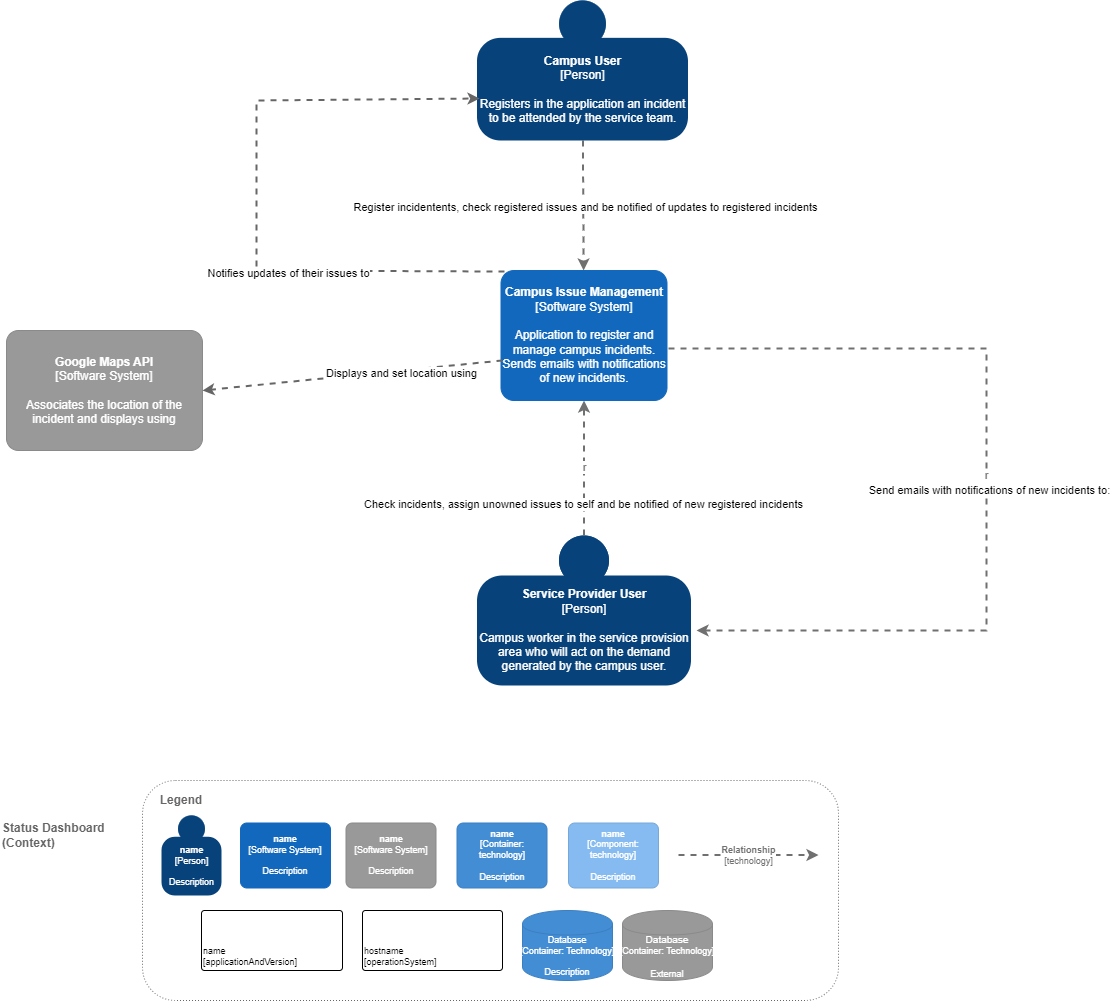 Campus User
[Person]
Registers in the application an incident
to be attended by the service team.
Register incidentents, check registered issues and be notified of updates to registered incidents
Notifies updates of their issues to
Campus Issue Management
[Software System]
Application to register and
manage campus incidents.
Sends emails with notifications
of new incidents.
Google Maps API
[Software System]
Associates the location of the
incident and displays using
Displays and set location using
Send emails with notifications of new incidents to:
r
Check incidents, assign unowned issues to self and be notified of new registered incidents
Service Provider User
[Person]
Campus worker in the service provision
area who will act on the demand
generated by the campus user.
Status Dashboard
(Context)
Legend
name
[Person]
Description
name
[Software System]
Description
name
[Software System]
Description
name
[Container:
technology]
Description
name
[Component:
technology]
Description
Relationship
[technology]
name
[applicationAndVersion]
hostname
[operationSystem]
Database
Container: Technology]
Description
Database
Container: Technology]
External